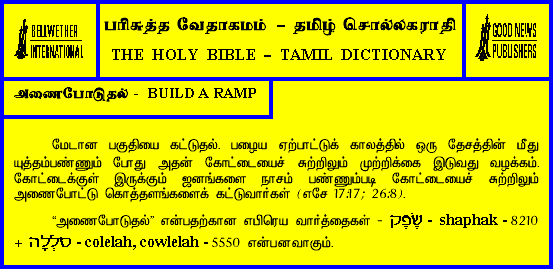 BELLWETHER
INTERNATIONAL
பரிசுத்த வேதாகமம் – தமிழ் சொல்லகராதி
THE HOLY BIBLE – TAMIL DICTIONARY
GOOD NEWS
PUBLISHERS
அணைபோடுதல் - BUILD A RAMP
மேடான பகுதியை கட்டுதல். பழைய ஏற்பாட்டுக் காலத்தில் ஒரு தேசத்தின் மீது
யுத்தம்பண்ணும் போது அதன் கோட்டையைச் சுற்றிலும் முற்றிக்கை இடுவது வழக்கம்.
கோட்டைக்குள் இருக்கும் ஜனங்களை நாசம் பண்ணும்படி கோட்டையைச் சுற்றிலும்
அணைபோட்டு கொத்தளங்களைக் கட்டுவார்கள் (எசே 17:17; 26:8).
“அணைபோடுதல்” என்பதற்கான எபிரெய வார்த்தைகள் - שָׁפַק - shaphak - 8210
+ סֹלְלָה - colelah, cowlelah - 5550 என்பனவாகும்.